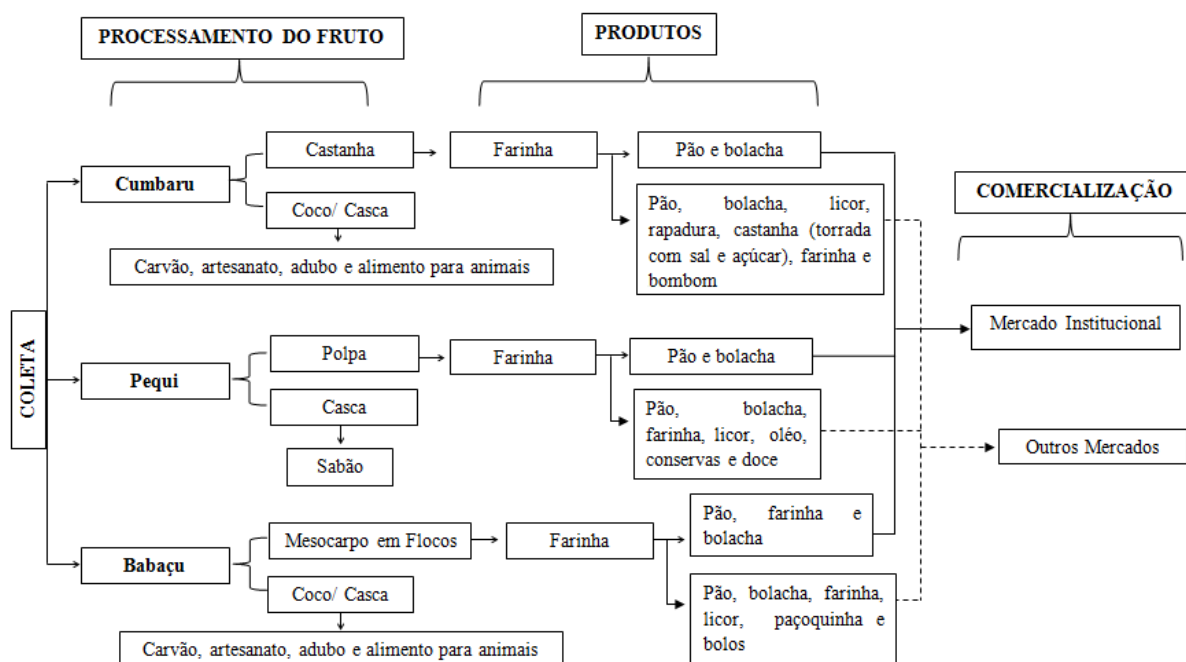 PROCESSAMENTO DO FRUTO
PRODUTOS
COMERCIALIZAÇÃO
COLETA
Cumbaru
Castanha
Farinha
Pão e bolacha
Coco/ Casca
Carvão, artesanato, adubo e alimento para animais
Pão, bolacha, licor,
rapadura, castanha (torrada
com sal e açúcar), farinha e
bombom
Mercado Institucional
Pequi
Polpa
Farinha
Pão e bolacha
Casca
Sabão
Pão, bolacha,
farinha, licor, oléo,
conservas e doce
Outros Mercados
Babaçu
Mesocarpo em Flocos
Farinha
Pão, farinha e
bolacha
Coco/ Casca
Carvão, artesanato, adubo e alimento para animais
Pão, bolacha, farinha,
licor, paçoquinha e
bolos